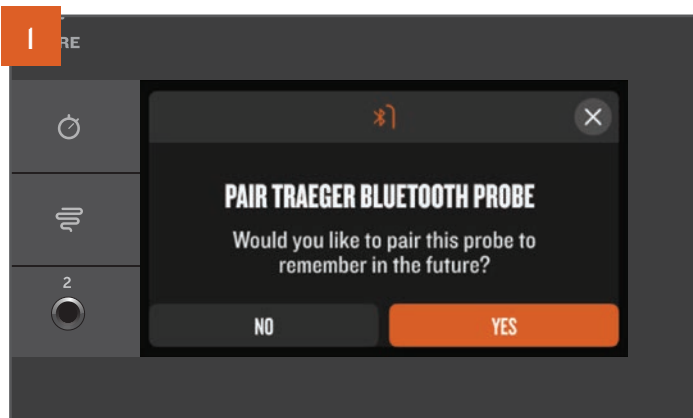 1
RE
PAIR TRAEGER BLUETOOTH PROBE
Would you like to pair this probe to
remember in the future?
2
NO
YES